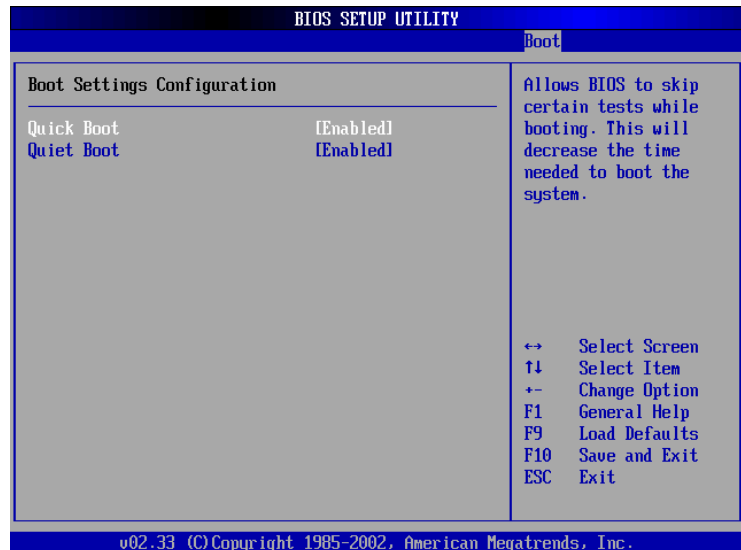 BIOS SETUP UTILITY
Boot
Boot Settings Configuration
Quick Boot [Enabled]
Quiet Boot [Enabled]
Allows BIOS to skip
certain tests while
booting. This will
decrease the time
needed to boot the
system.
↔ Select Screen
↑↓ Select Item
+- Change Option
F1 General Help
F9 Load Defaults
F10 Save and Exit
ESC Exit
v02.33 (C)Copyright 1985-2002, American Megatrends, Inc.